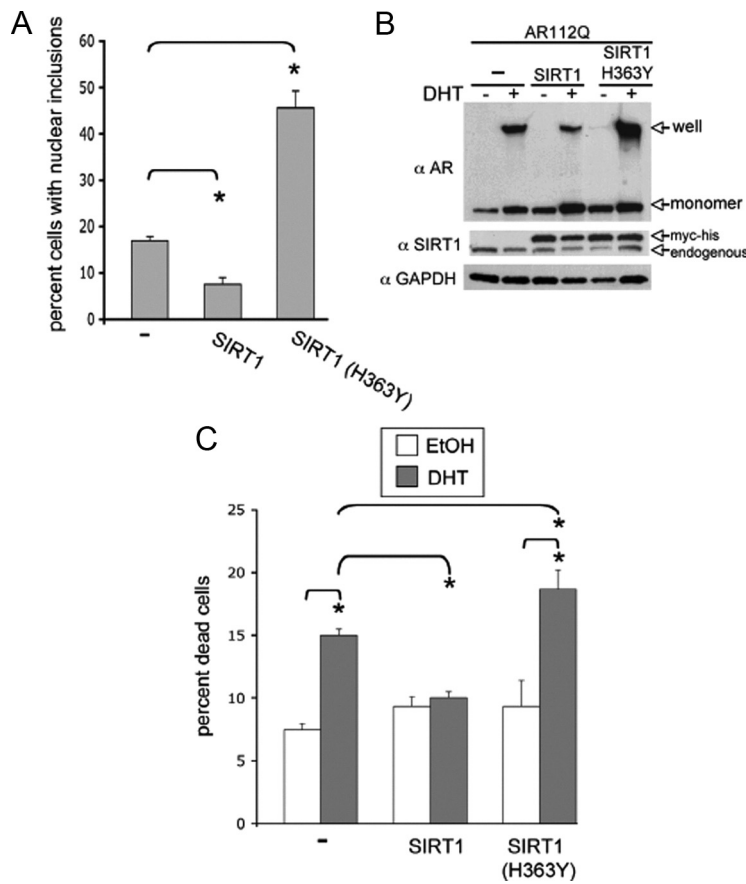 A
percent cells with nuclear inclusions
60
50
40
30
20
10
0
*
*
–
SIRT1
SIRT1 (H363Y)
B
AR112Q
–
SIRT1
SIRT1
H363Y
DHT - + - + - +
α AR
well
monomer
α SIRT1
myc-his
endogenous
α GAPDH
C
EtOH
DHT
percent dead cells
25
20
15
10
5
0
*
*
*
*
–
SIRT1
SIRT1
(H363Y)